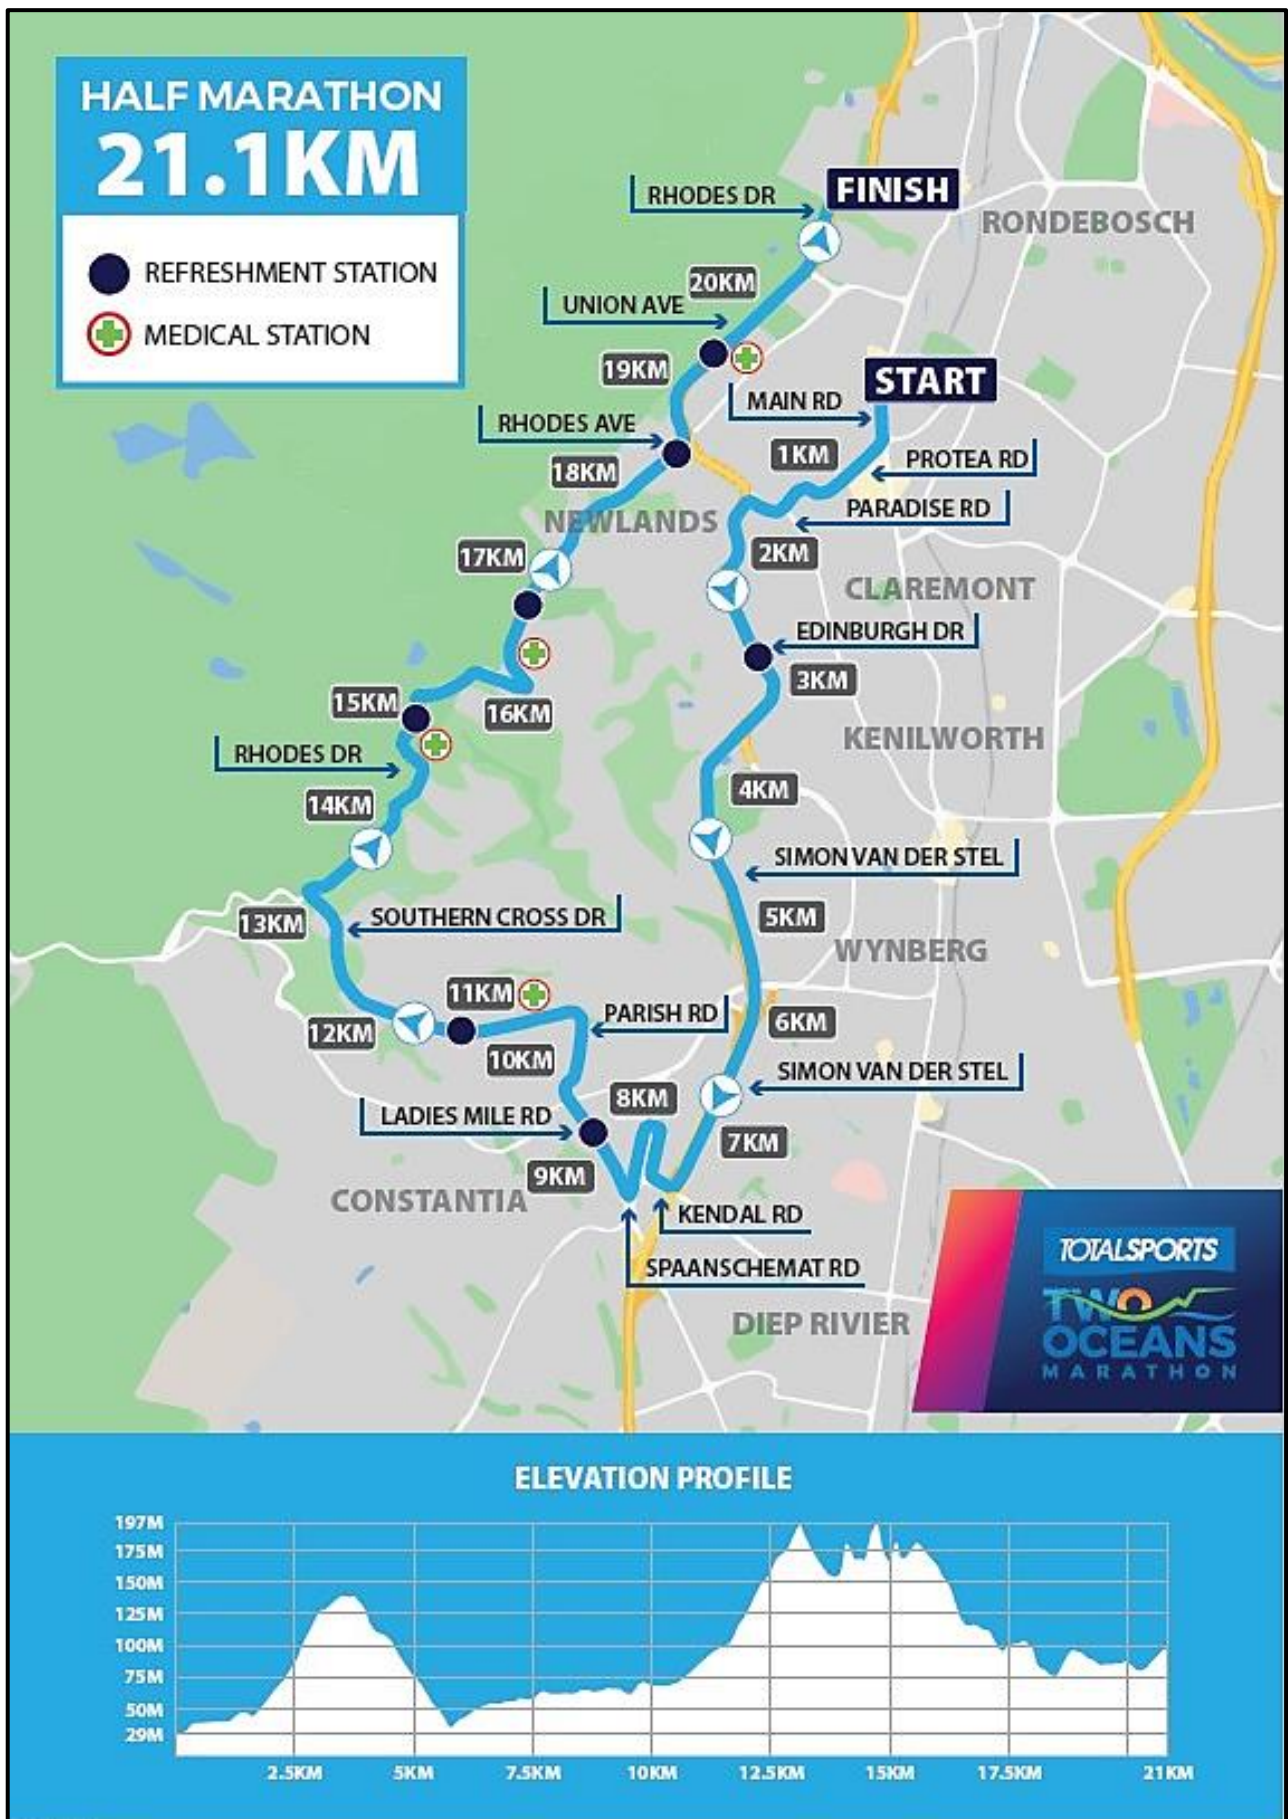 HALF MARATHON
21.1KM
REFRESHMENT STATION
MEDICAL STATION
RHODES DR
FINISH
RONDEBOSCH
20KM
UNION AVE
19KM
START
MAIN RD
RHODES AVE
1KM
PROTEA RD
18KM
PARADISE RD
NEWLANDS
17KM
2KM
CLAREMONT
EDINBURGH DR
3KM
15KM
16KM
KENILWORTH
RHODES DR
4KM
14KM
SIMON VAN DER STEL
13KM
SOUTHERN CROSS DR
5KM
WYNBERG
11KM
PARISH RD
12KM
6KM
10KM
SIMON VAN DER STEL
8KM
LADIES MILE RD
7KM
9KM
CONSTANTIA
KENDAL RD
SPAANSCHEMAT RD
DIEP RIVIER
TOTALSPORTS
TWO
OCEANS
MARATHON
ELEVATION PROFILE
197M
175M
150M
125M
100M
75M
50M
29M
2.5KM 5KM 7.5KM 10KM 12.5KM 15KM 17.5KM 21KM